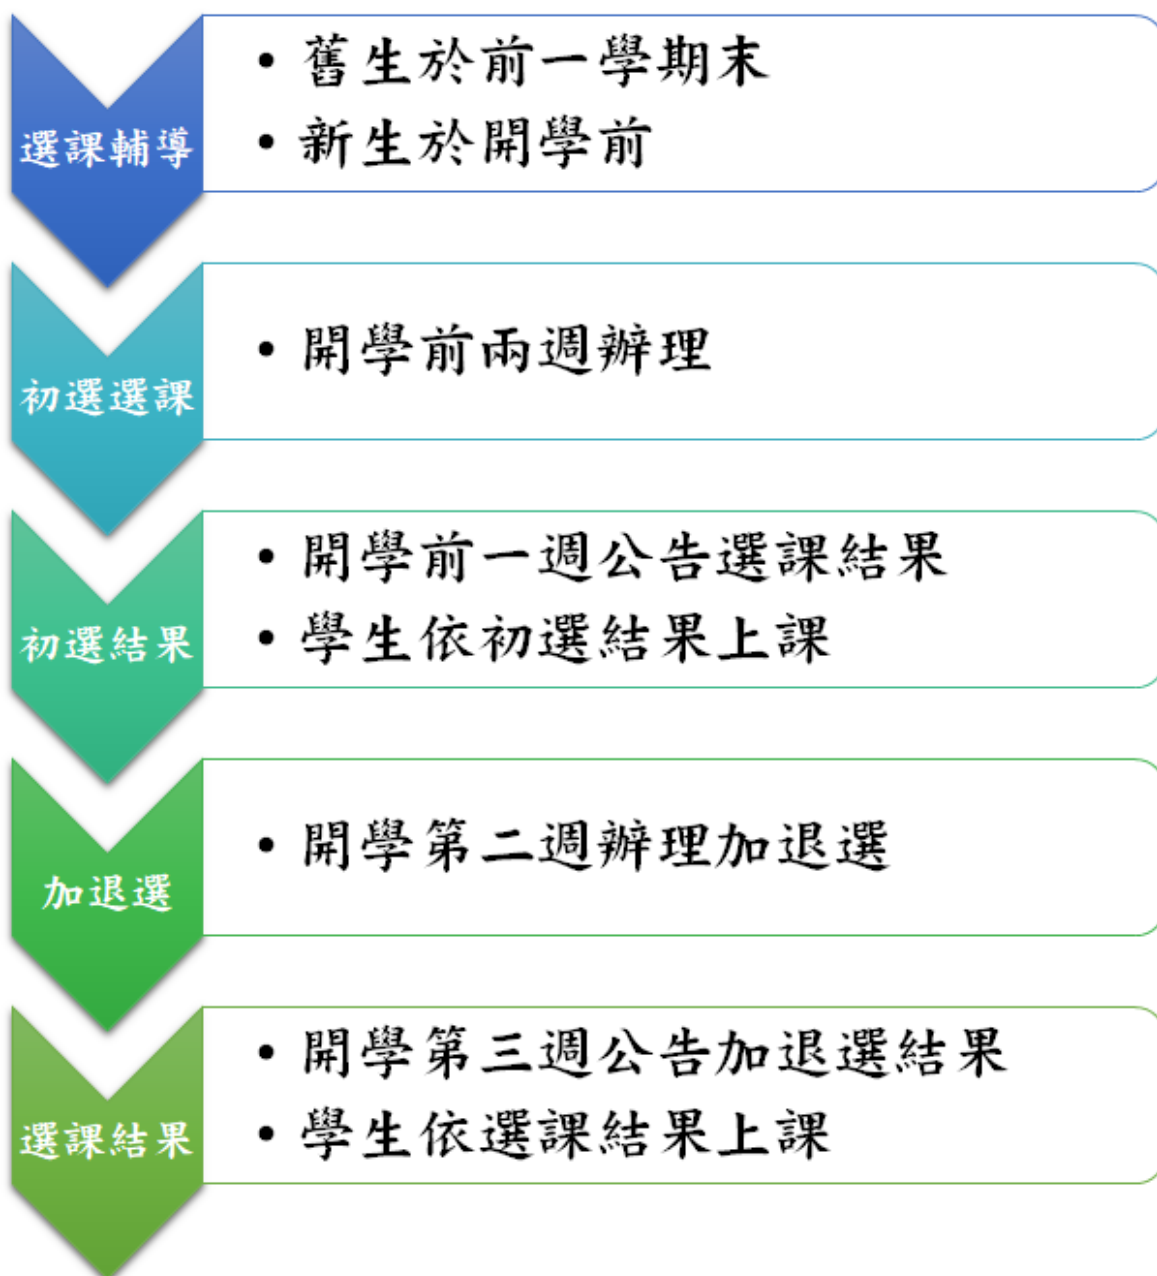 選課輔導
• 舊生於前一學期末
• 新生於開學前
初選選課
• 開學前兩週辦理
初選結果
• 開學前一週公告選課結果
• 學生依初選結果上課
加退選
• 開學第二週辦理加退選
選課結果
• 開學第三週公告加退選結果
• 學生依選課結果上課